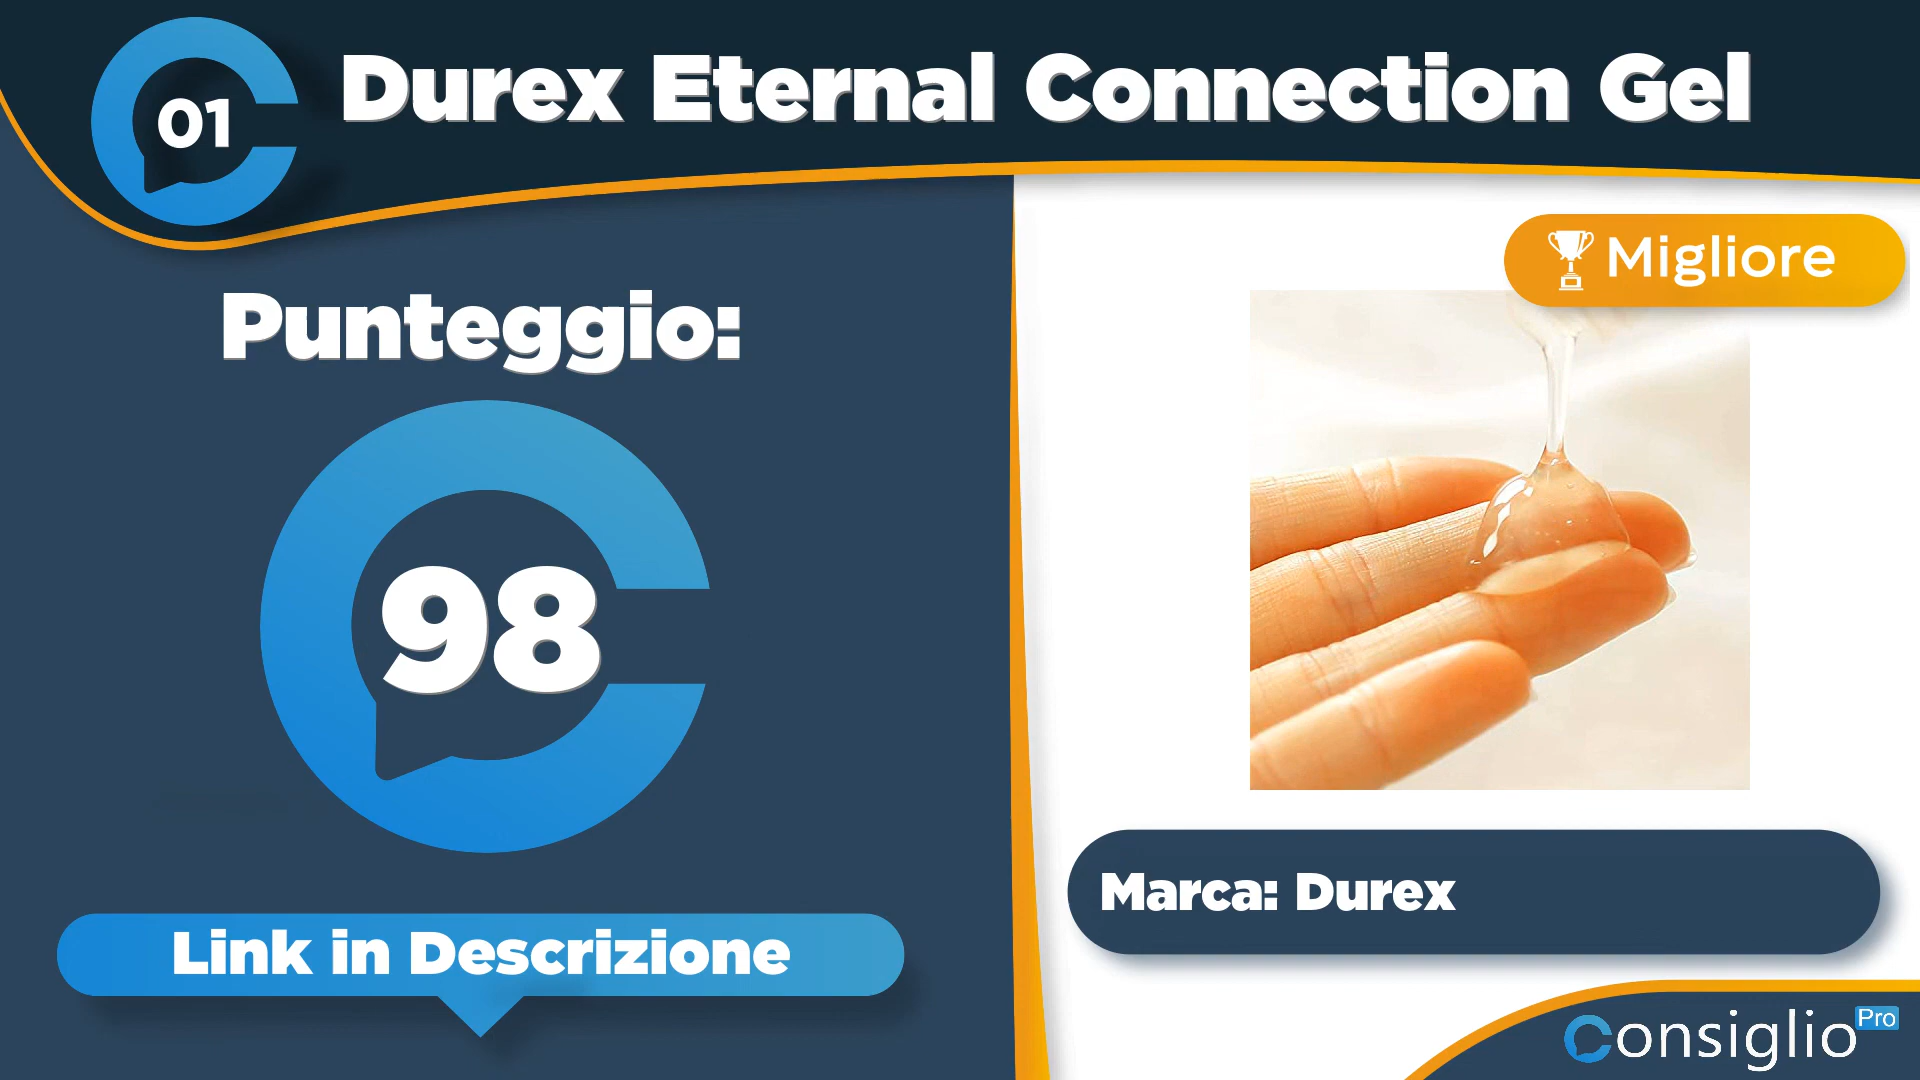 01
Durex Eternal Connection Gel
Punteggio:
98
Link in Descrizione
Migliore
Marca: Durex
Consiglio Pro